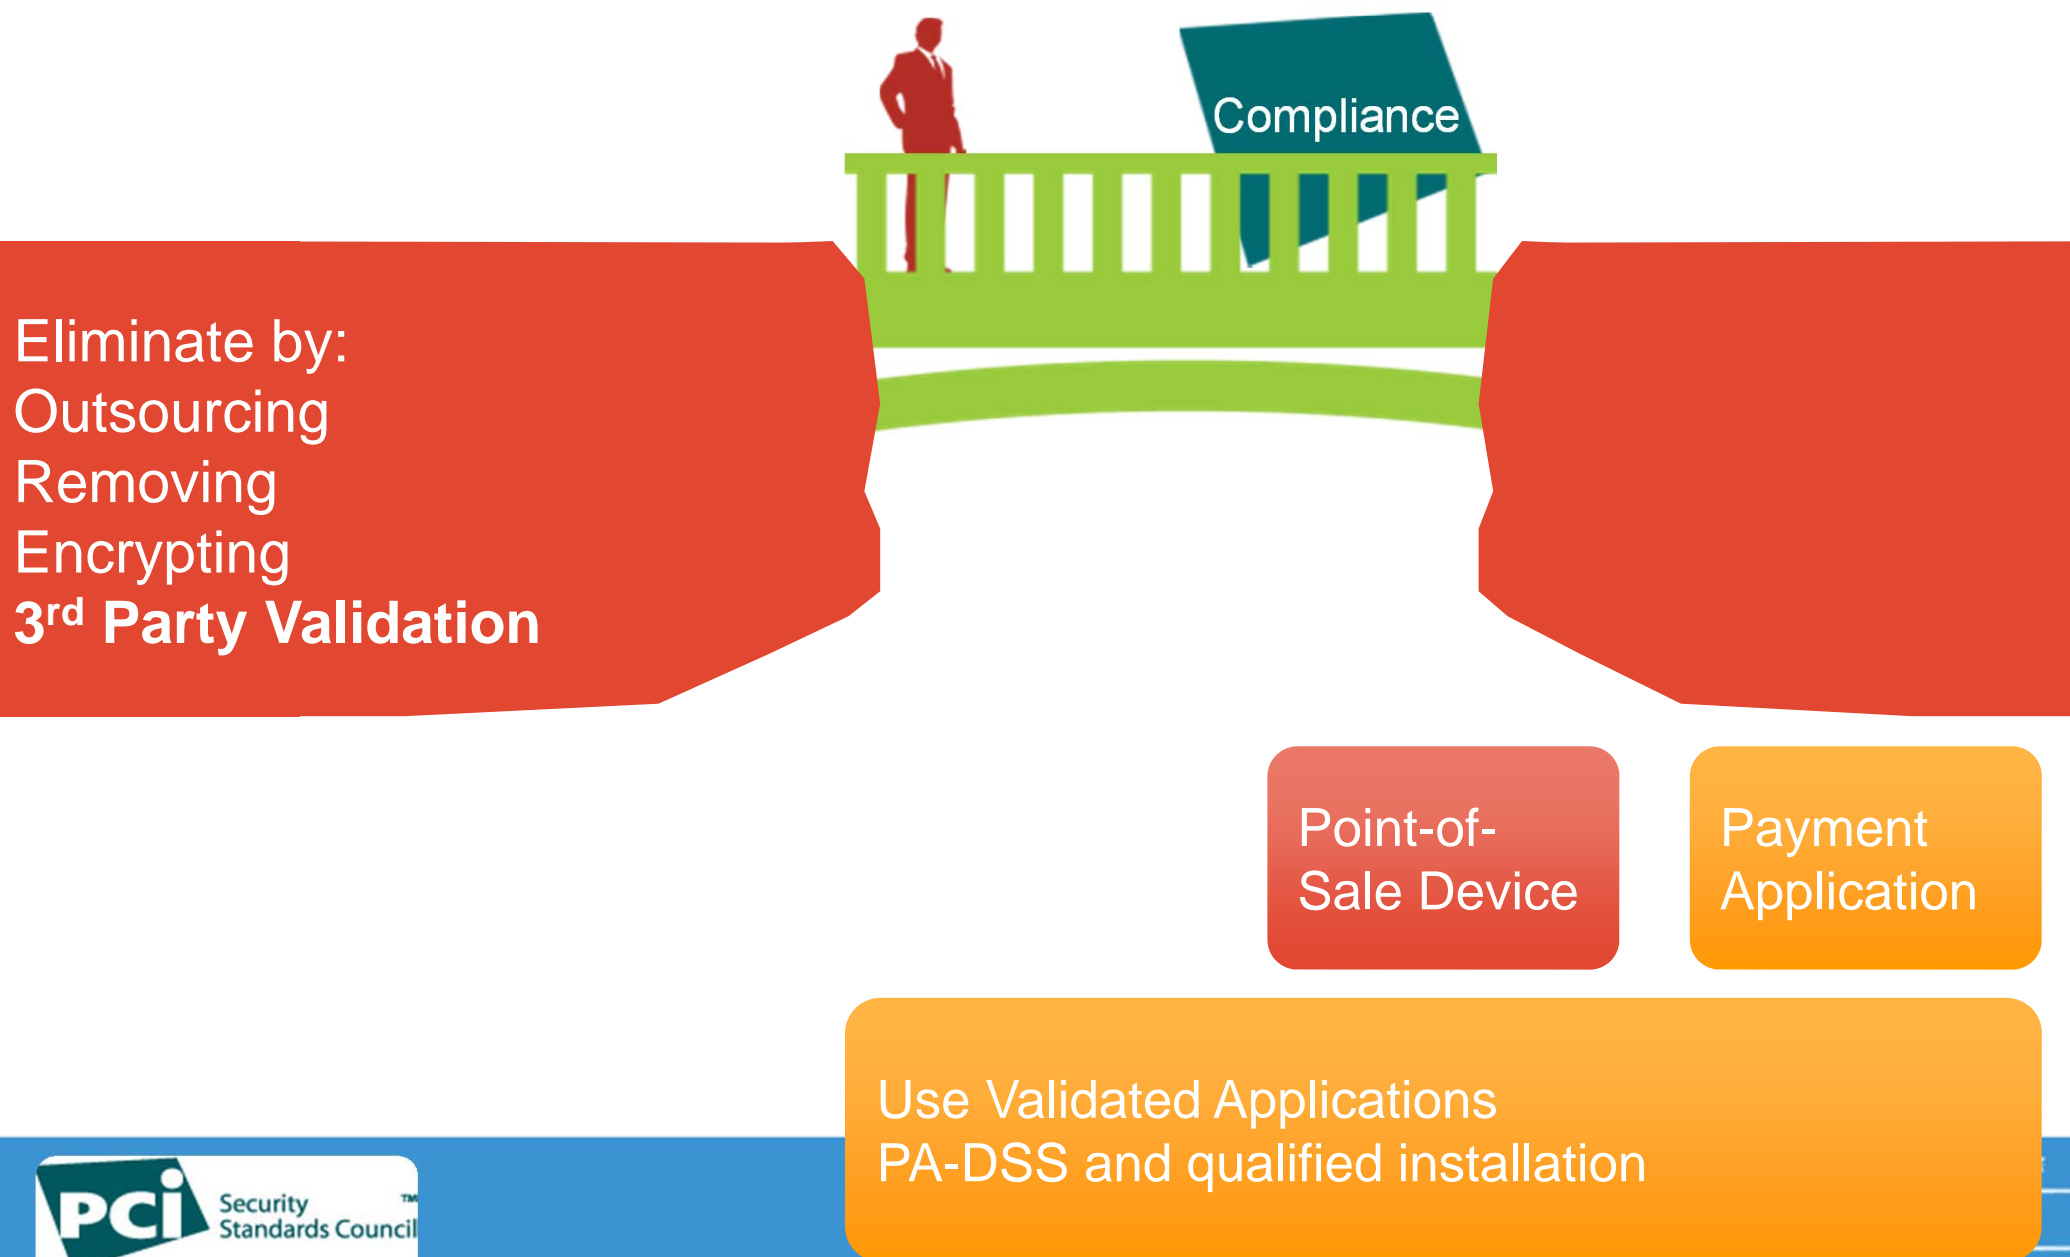 Compliance
Eliminate by:
Outsourcing
Removing
Encrypting
3rd Party Validation
Point-of-
Sale Device
Payment
Application
Use Validated Applications
PA-DSS and qualified installation
PCi Security
Standards Council
TM